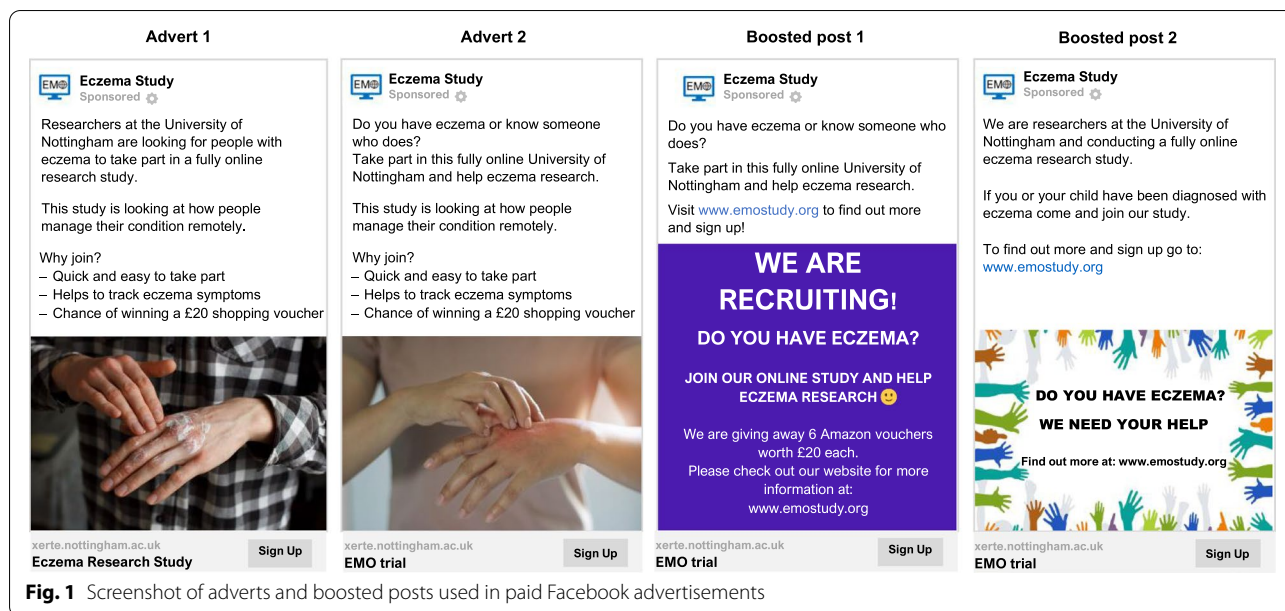 Advert 1
EMO
Eczema Study
Sponsored
Researchers at the University of
Nottingham are looking for people with
eczema to take part in a fully online
research study.
This study is looking at how people
manage their condition remotely.
Why join?
– Quick and easy to take part
– Helps to track eczema symptoms
– Chance of winning a £20 shopping voucher
xerte.nottingham.ac.uk
Eczema Research Study
Sign Up
Advert 2
EMO
Eczema Study
Sponsored
Do you have eczema or know someone
who does?
Take part in this fully online University of
Nottingham and help eczema research.
This study is looking at how people
manage their condition remotely.
Why join?
– Quick and easy to take part
– Helps to track eczema symptoms
– Chance of winning a £20 shopping voucher
xerte.nottingham.ac.uk
EMO trial
Sign Up
Boosted post 1
EMO
Eczema Study
Sponsored
Do you have eczema or know someone who
does?
Take part in this fully online University of
Nottingham and help eczema research.
Visit www.emostudy.org to find out more
and sign up!
WE ARE
RECRUITING!
DO YOU HAVE ECZEMA?
JOIN OUR ONLINE STUDY AND HELP
ECZEMA RESEARCH 🙂
We are giving away 6 Amazon vouchers
worth £20 each.
Please check out our website for more
information at:
www.emostudy.org
xerte.nottingham.ac.uk
EMO trial
Sign Up
Boosted post 2
EMO
Eczema Study
Sponsored
We are researchers at the University of
Nottingham and conducting a fully online
eczema research study.
If you or your child have been diagnosed with
eczema come and join our study.
To find out more and sign up go to:
www.emostudy.org
DO YOU HAVE ECZEMA?
WE NEED YOUR HELP
Find out more at: www.emostudy.org
xerte.nottingham.ac.uk
EMO trial
Sign Up
Fig. 1 Screenshot of adverts and boosted posts used in paid Facebook advertisements